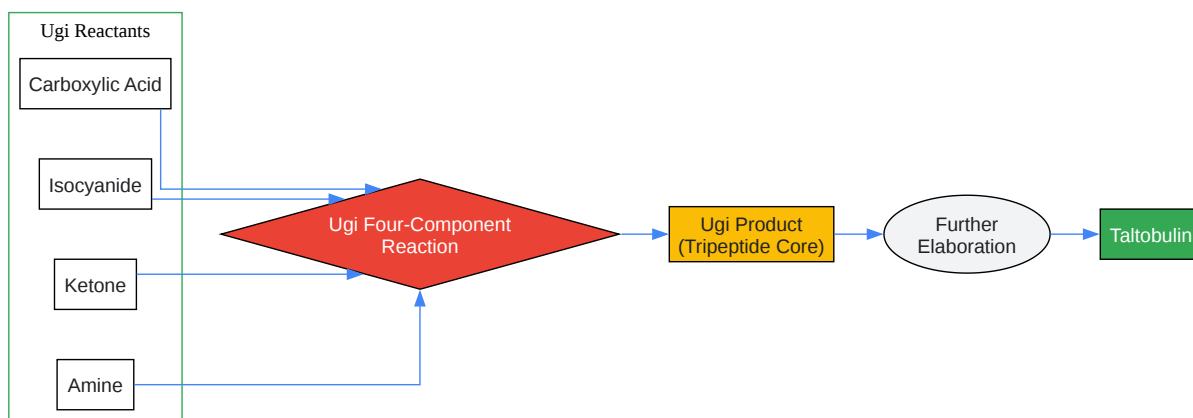 Ugi Reactants
Carboxylic Acid
Isocyanide
Ketone
Amine
Ugi Four-Component
Reaction
Ugi Product
(Tripeptide Core)
Further
Elaboration
Taltobulin